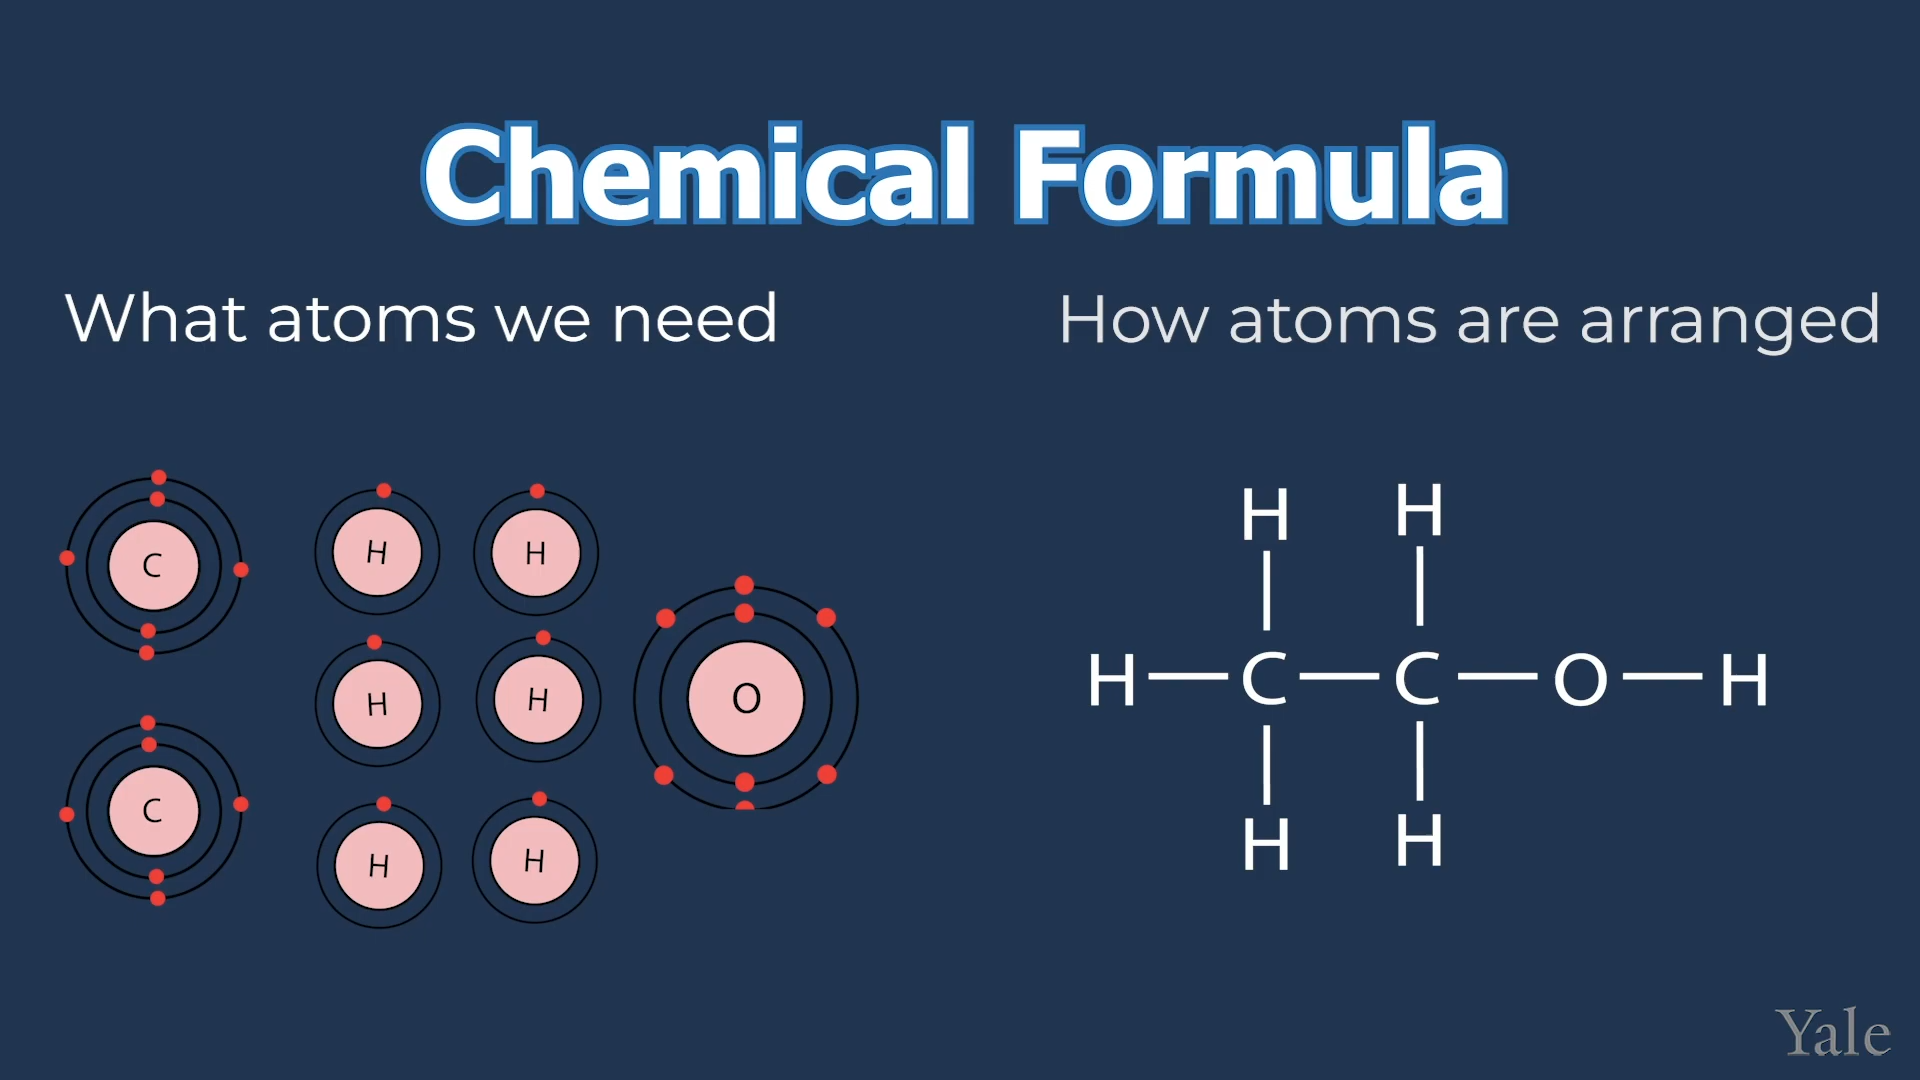 Chemical Formula
What atoms we need
How atoms are arranged
C
H
H
H
H
O
C
H
H
H H
H C C O H
H H
Yale